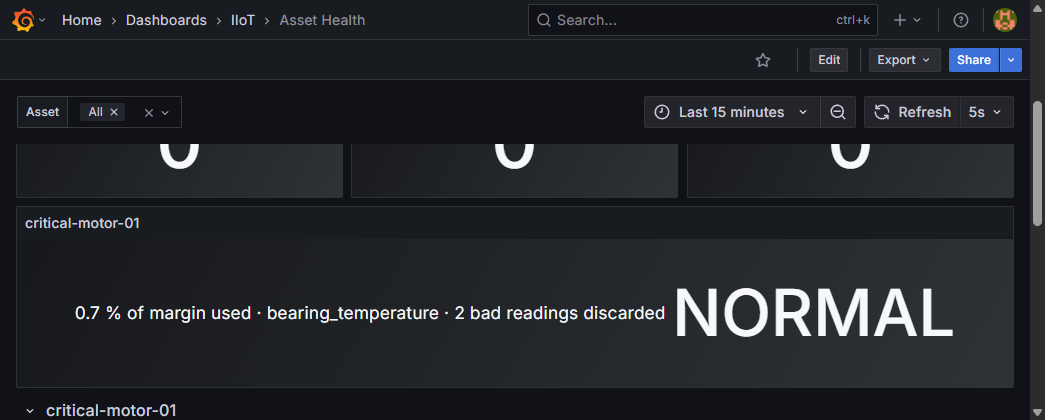 Home › Dashboards › IIoT › Asset Health
Search... ctrl+k
Edit Export Share
Asset All
Last 15 minutes Refresh 5s
0 0 0
critical-motor-01
0.7 % of margin used · bearing_temperature · 2 bad readings discarded NORMAL
critical-motor-01